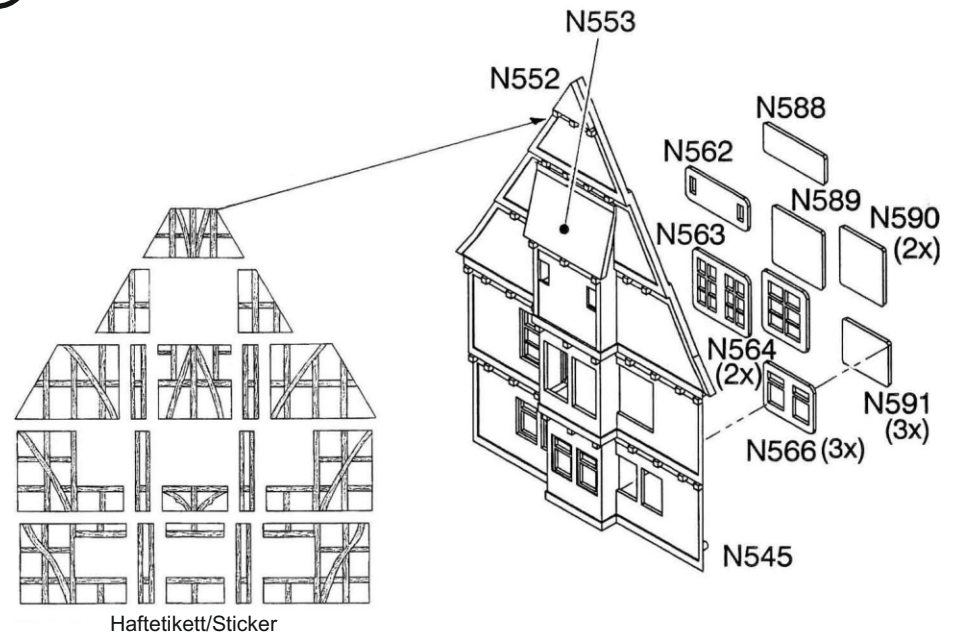 N553
N552
N588
N562
N589
N590
(2x)
N563
N564
(2x)
N591
(3x)
N566 (3x)
N545
Haftetikett/Sticker